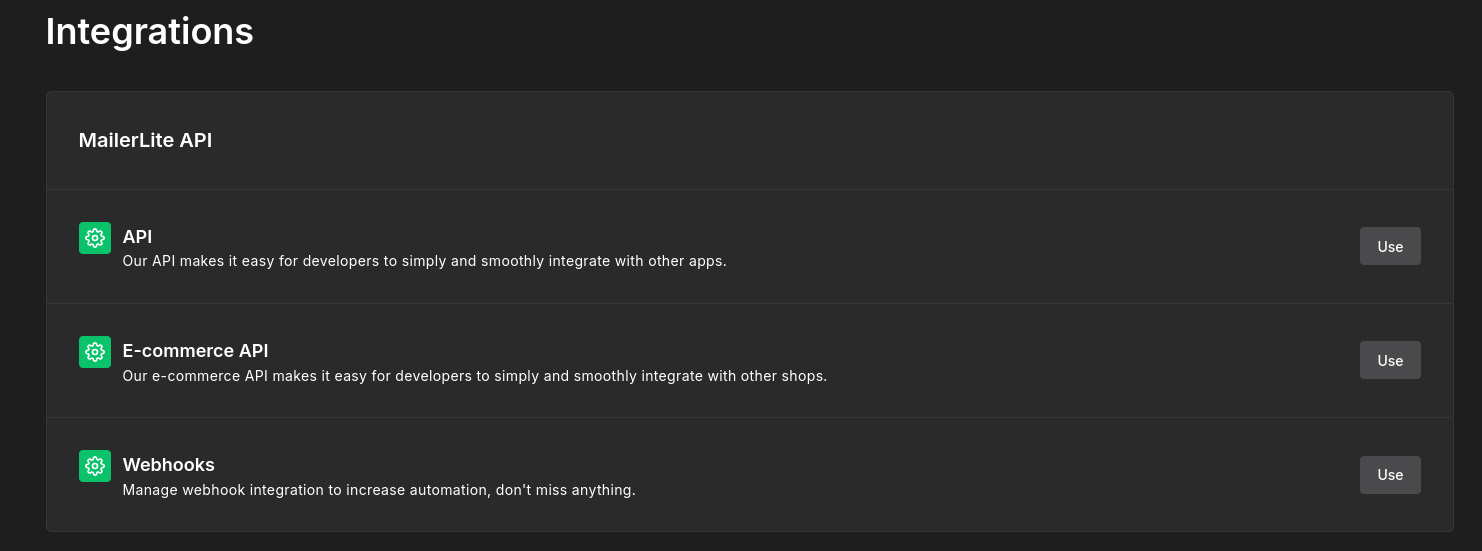 Integrations
MailerLite API
API
Our API makes it easy for developers to simply and smoothly integrate with other apps.
Use
E-commerce API
Our e-commerce API makes it easy for developers to simply and smoothly integrate with other shops.
Use
Webhooks
Manage webhook integration to increase automation, don't miss anything.
Use